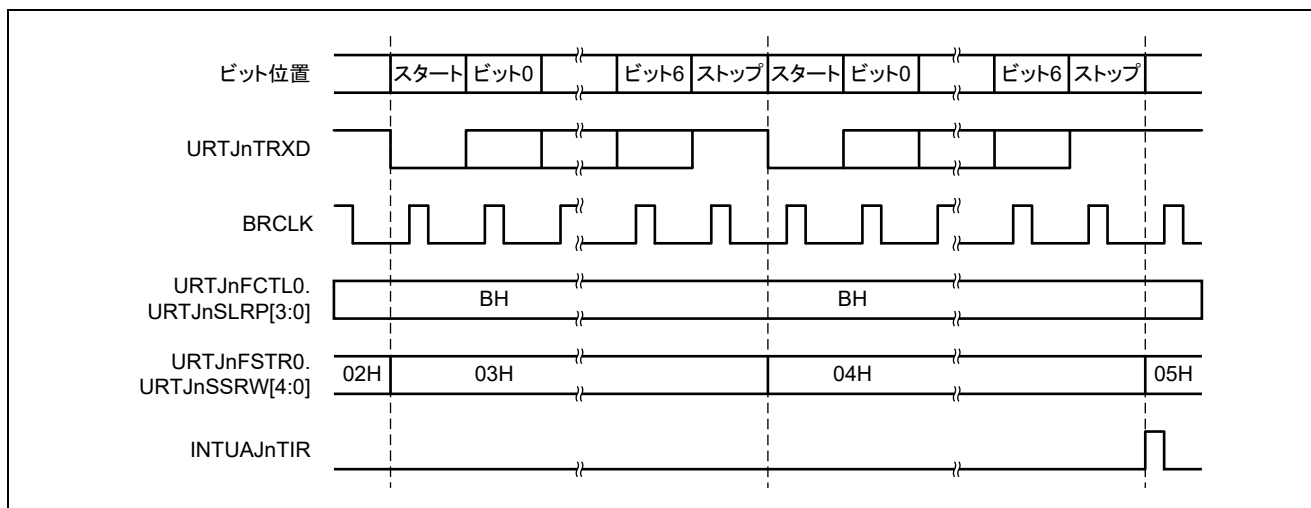 ビット位置
スタート ビット0 ビット6 ストップ スタート ビット0 ビット6 ストップ
URTJnTRXD
BRCLK
URTJnFCTL0.
URTJnSLRP[3:0]
BH BH
URTJnFSTR0.
URTJnSSRW[4:0]
02H 03H 04H 05H
INTUAJnTIR